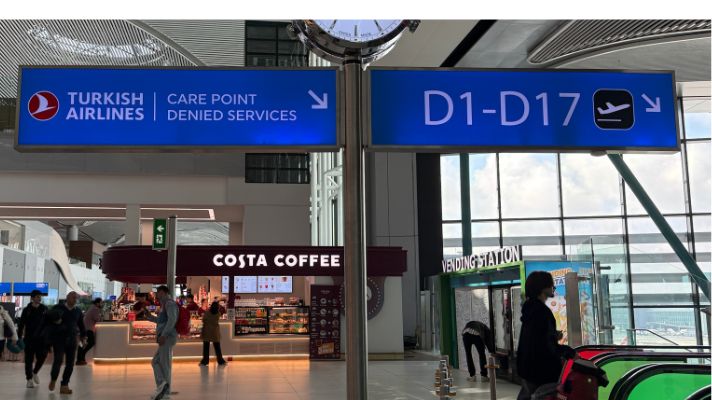 TURKISH
AIRLINES
CARE POINT
DENIED SERVICES
D1-D17
COSTA COFFEE
VENDING STATION